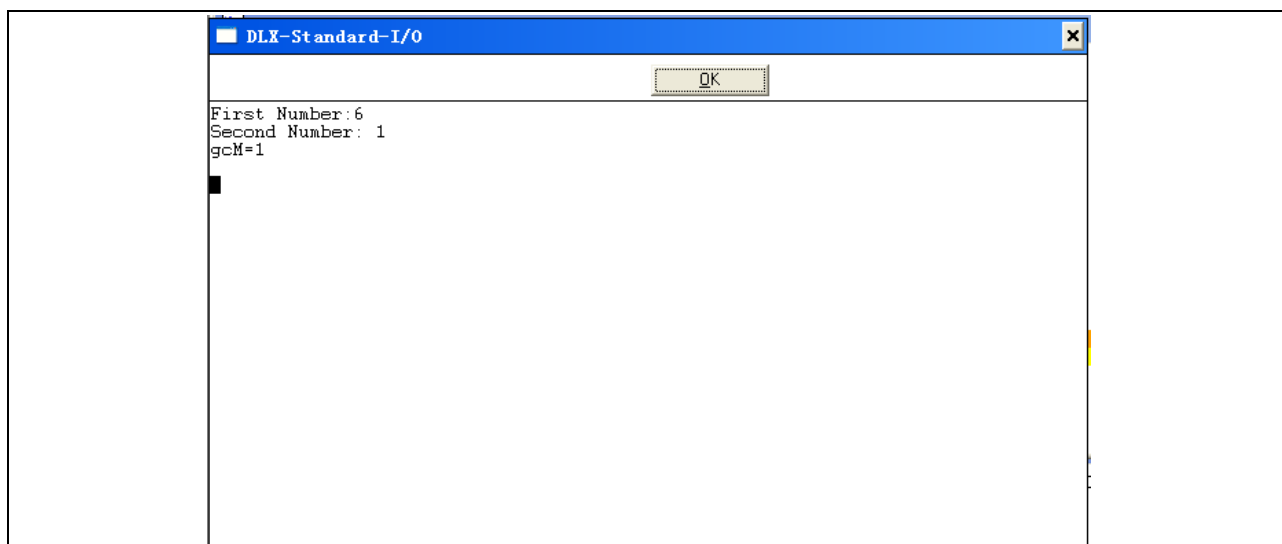 DLX-Standard-I/O
OK
First Number:6
Second Number: 1
gcM=1